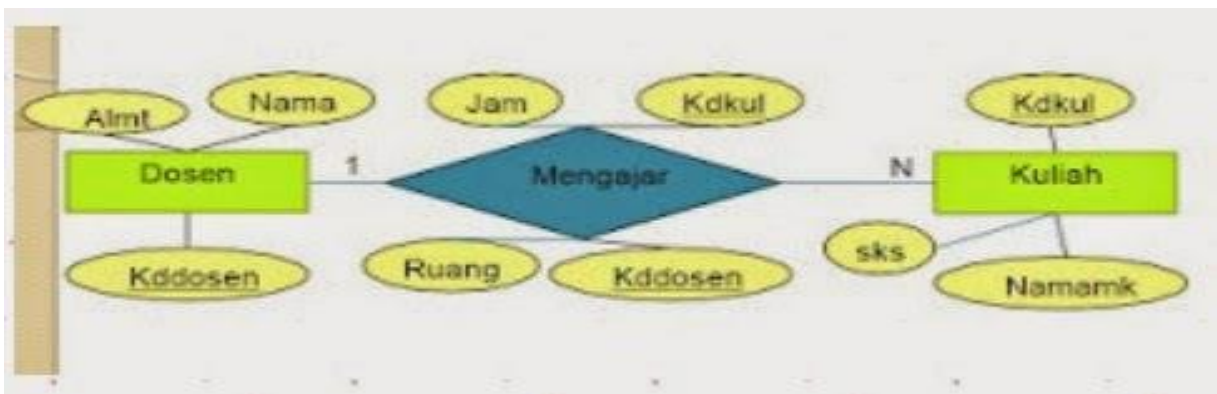 Almt
Nama
Jam
Kdkul
Kdkul
Dosen
1
Mengajar
N
Kuliah
Kddosen
Ruang
Kddosen
sks
Namamk